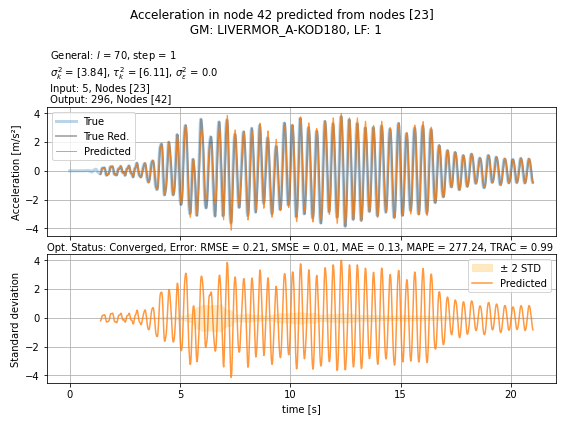 Acceleration in node 42 predicted from nodes [23]
GM: LIVERMOR_A-KOD180, LF: 1
General: l = 70, step = 1
σ²ₖ = [3.84], τ²ₖ = [6.11], σ²ε = 0.0
Input: 5, Nodes [23]
Output: 296, Nodes [42]
Acceleration [m/s²]
4
2
0
−2
−4
True
True Red.
Predicted
Opt. Status: Converged, Error: RMSE = 0.21, SMSE = 0.01, MAE = 0.13, MAPE = 277.24, TRAC = 0.99
Standard deviation
4
2
0
−2
−4
± 2 STD
Predicted
0 5 10 15 20
time [s]